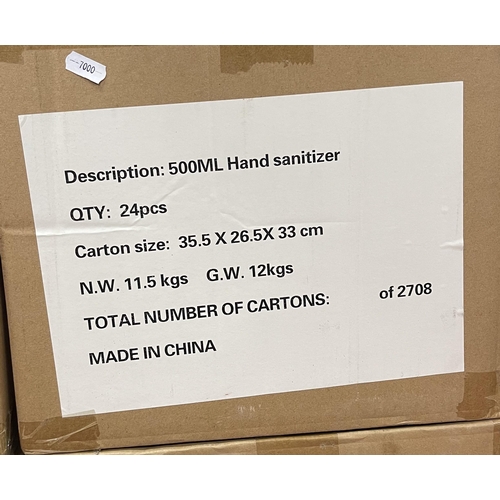 7000
Description: 500ML Hand sanitizer
QTY: 24pcs
Carton size: 35.5 X 26.5X 33 cm
N.W. 11.5 kgs G.W. 12kgs
TOTAL NUMBER OF CARTONS: of 2708
MADE IN CHINA